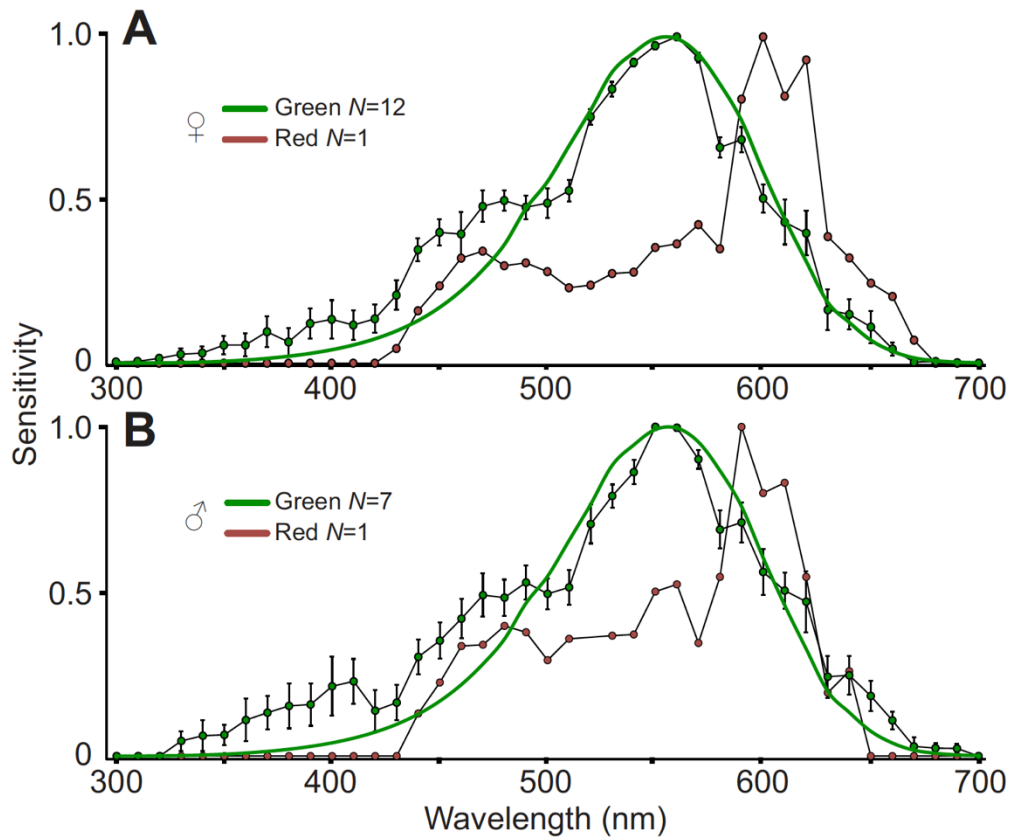 A
1.0
♀
Green N=12
Red N=1
0.5
0
300 400 500 600 700
Sensitivity
B
1.0
♂
Green N=7
Red N=1
0.5
0
300 400 500 600 700
Wavelength (nm)